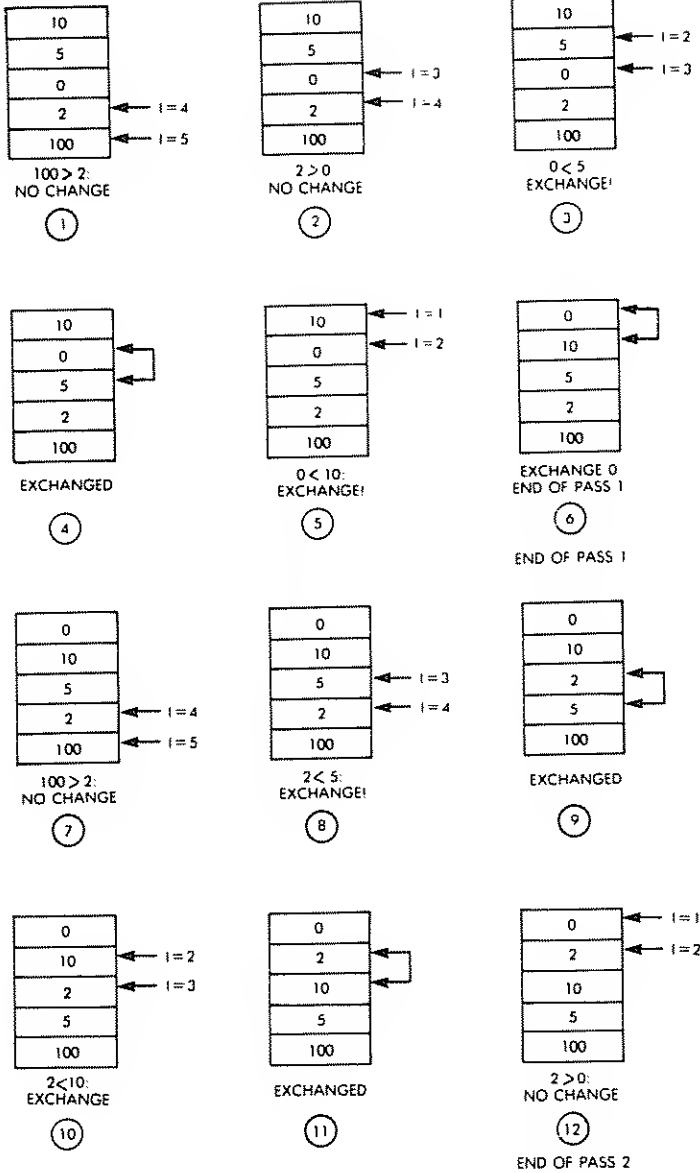 10
5
0
2 I=4
100 I=5
100 > 2:
NO CHANGE
1
10
5
0 I=3
2 I=4
100
2 > 0
NO CHANGE
2
10
5 I=2
0 I=3
2
100
0 < 5
EXCHANGE!
3
10
0
5
2
100
EXCHANGED
4
10 I=1
0 I=2
5
2
100
0 < 10:
EXCHANGE!
5
0
10
5
2
100
EXCHANGE 0
END OF PASS 1
6
END OF PASS 1
0
10
5
2 I=4
100 I=5
100 > 2:
NO CHANGE
7
0
10
5 I=3
2 I=4
100
2 < 5:
EXCHANGE!
8
0
10
2
5
100
EXCHANGED
9
0
10 I=2
2 I=3
5
100
2<10:
EXCHANGE
10
0
2
10
5
100
EXCHANGED
11
0 I=1
2 I=2
10
5
100
2 > 0:
NO CHANGE
12
END OF PASS 2